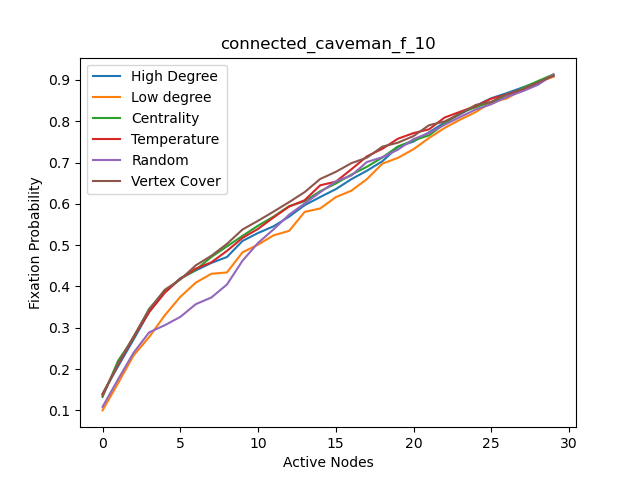 connected_caveman_f_10
High Degree
Low degree
Centrality
Temperature
Random
Vertex Cover
Fixation Probability
0.9
0.8
0.7
0.6
0.5
0.4
0.3
0.2
0.1
0 5 10 15 20 25 30
Active Nodes